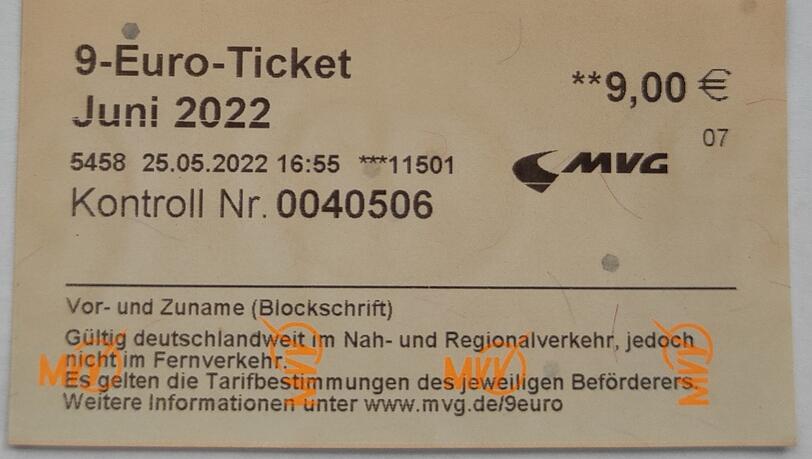 9-Euro-Ticket
**9,00 €
Juni 2022
07
5458 25.05.2022 16:55 ***11501
MVG
Kontroll Nr. 0040506
Vor- und Zuname (Blockschrift)
Gültig deutschlandweit im Nah- und Regionalverkehr, jedoch
nicht im Fernverkehr.
Es gelten die Tarifbestimmungen des jeweiligen Beförderers.
Weitere Informationen unter www.mvg.de/9euro
MVV
MVV
MVV
MVV